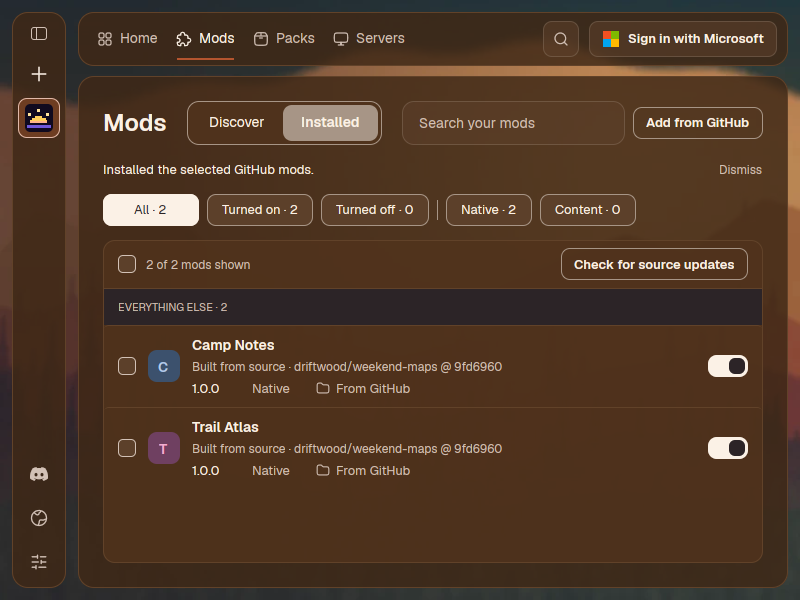 Home
Mods
Packs
Servers
Sign in with Microsoft
Mods
Discover
Installed
Search your mods
Add from GitHub
Installed the selected GitHub mods.
Dismiss
All · 2
Turned on · 2
Turned off · 0
Native · 2
Content · 0
2 of 2 mods shown
Check for source updates
EVERYTHING ELSE · 2
C
Camp Notes
Built from source · driftwood/weekend-maps @ 9fd6960
1.0.0 Native From GitHub
T
Trail Atlas
Built from source · driftwood/weekend-maps @ 9fd6960
1.0.0 Native From GitHub